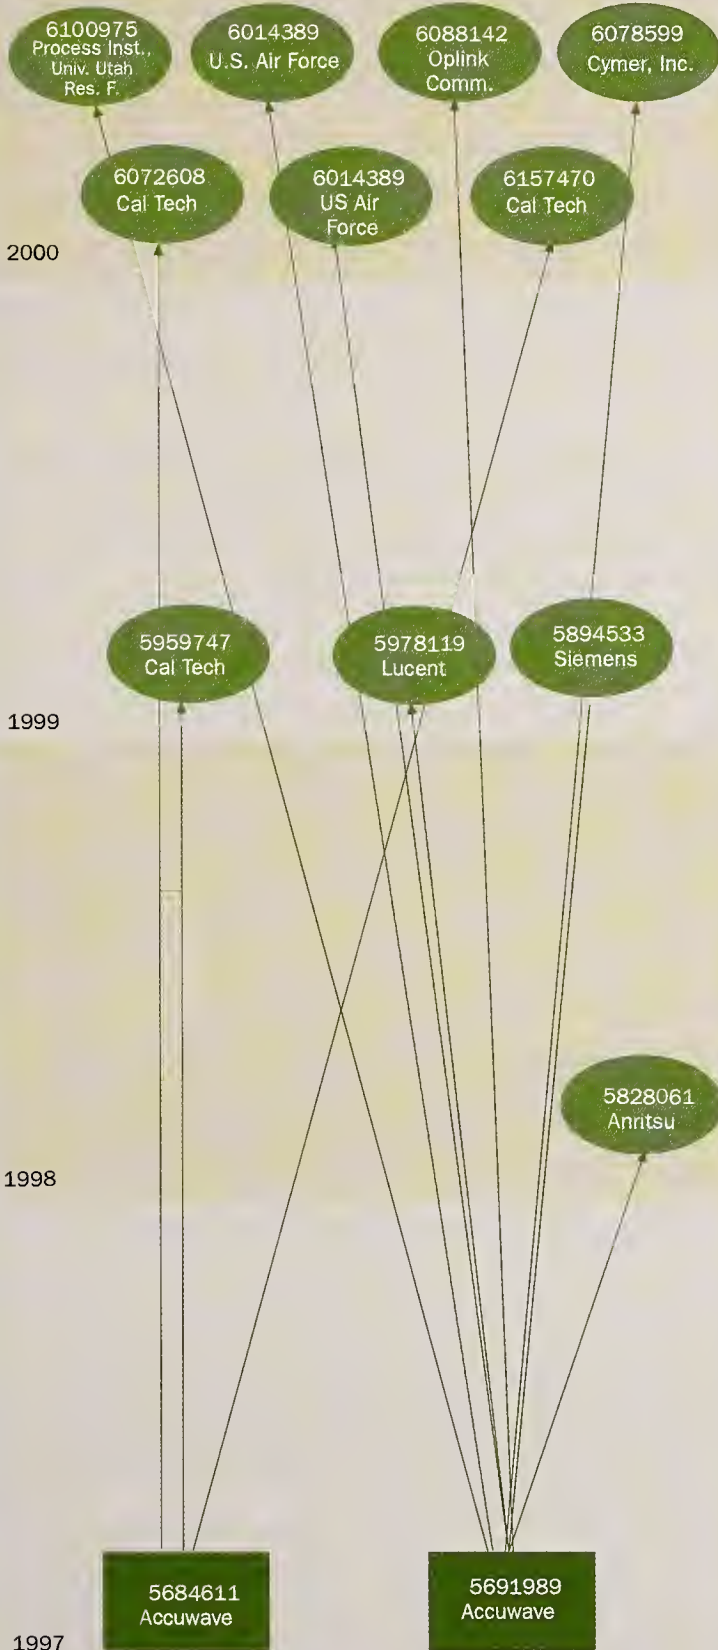 6100975
Process Inst.,
Univ. Utah
Res. F.
6014389
U.S. Air Force
6088142
Oplink
Comm.
6078599
Cymer, Inc.
6072608
Cal Tech
6014389
US Air
Force
6157470
Cal Tech
2000
5959747
Cal Tech
5978119
Lucent
5894533
Siemens
1999
5828061
Anritsu
1998
5684611
Accuwave
5691989
Accuwave
1997